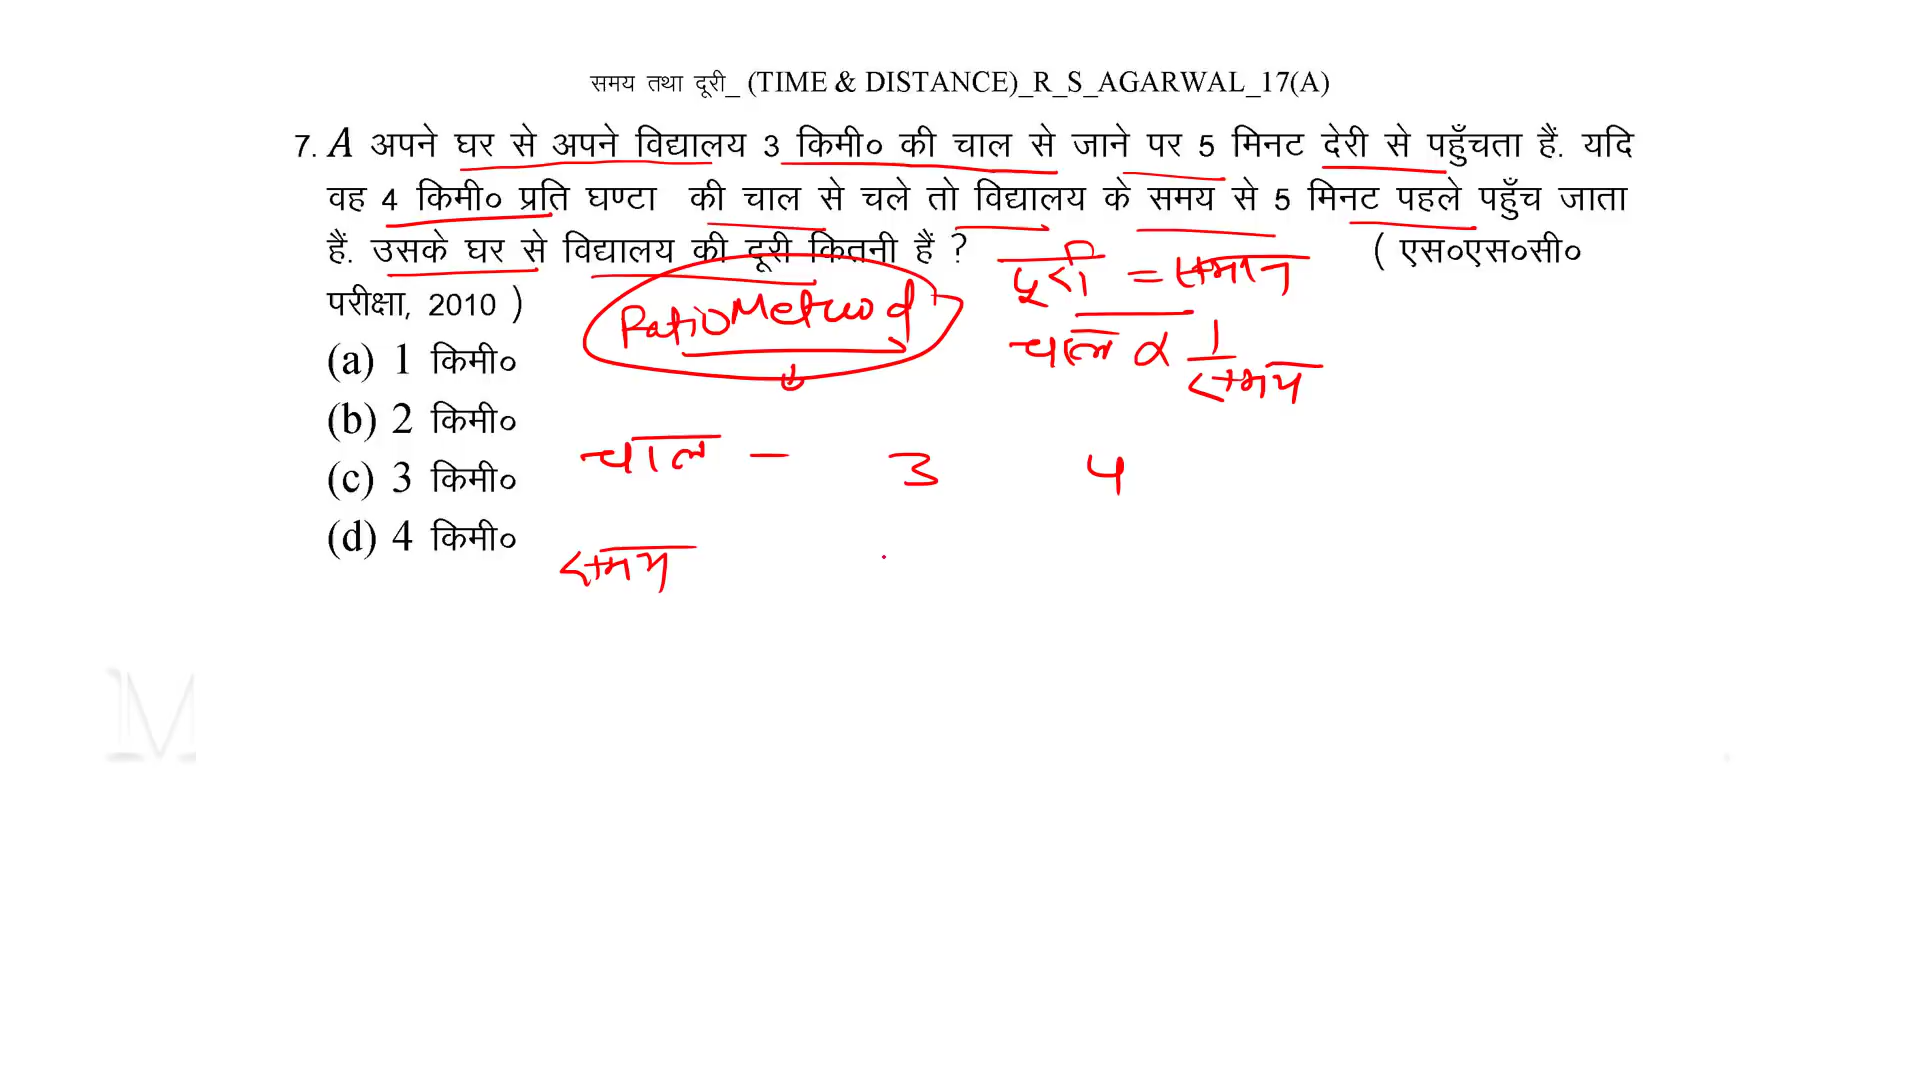 समय तथा दूरी_ (TIME & DISTANCE)_R_S_AGARWAL_17(A)
7. A अपने घर से अपने विद्यालय 3 किमी० की चाल से जाने पर 5 मिनट देरी से पहुँचता हैं. यदि
वह 4 किमी० प्रति घण्टा की चाल से चले तो विद्यालय के समय से 5 मिनट पहले पहुँच जाता
हैं. उसके घर से विद्यालय की दूरी कितनी हैं ? ( एस०एस०सी०
परीक्षा, 2010 )
दूरी = समान
Ratio Method
चाल ∝ 1/समय
(a) 1 किमी०
(b) 2 किमी०
(c) 3 किमी०
(d) 4 किमी०
चाल – 3 4
समय
M